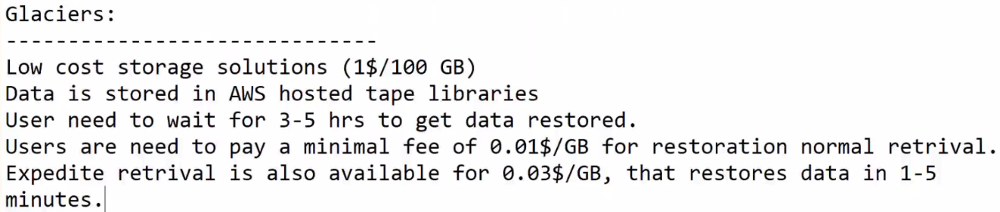 Glaciers:
------------------------------
Low cost storage solutions (1$/100 GB)
Data is stored in AWS hosted tape libraries
User need to wait for 3-5 hrs to get data restored.
Users are need to pay a minimal fee of 0.01$/GB for restoration normal retrival.
Expedite retrival is also available for 0.03$/GB, that restores data in 1-5
minutes.